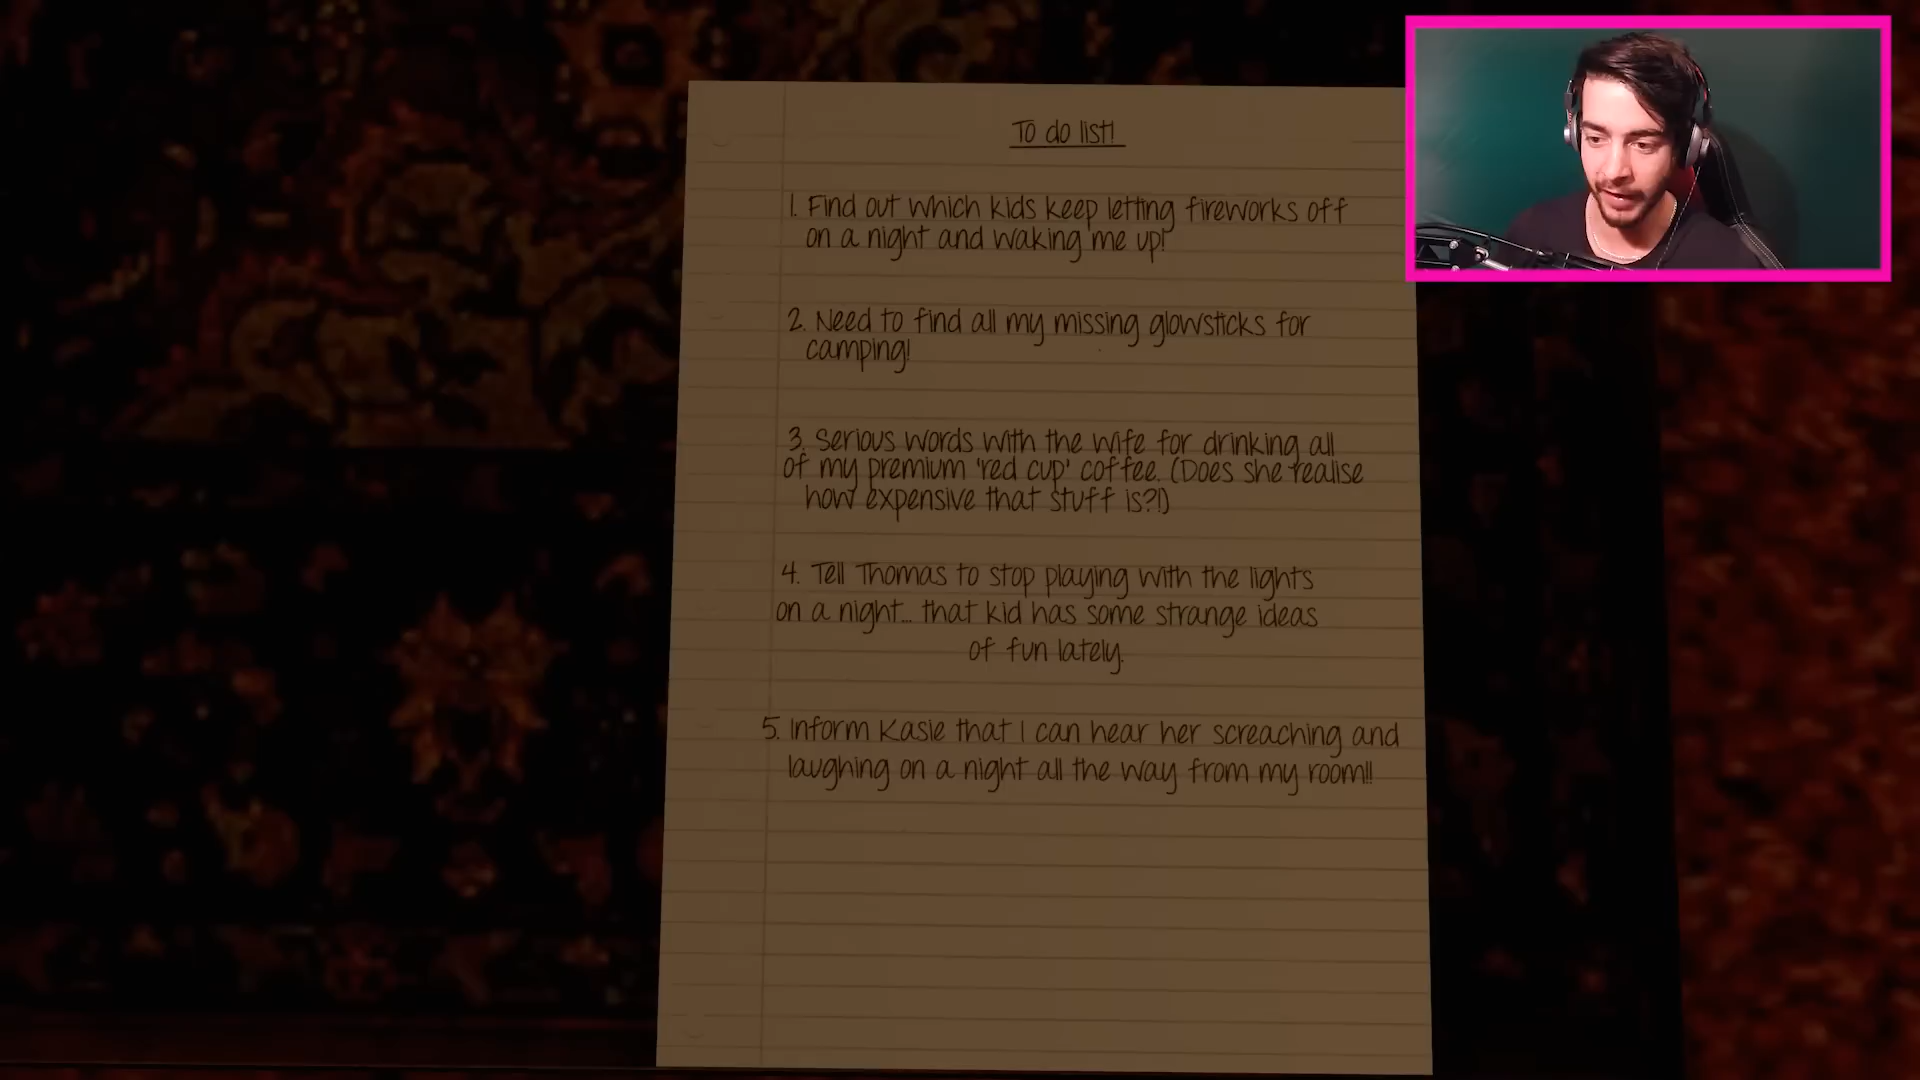 To do list!
1. Find out which kids keep letting fireworks off
on a night and waking me up!
2. Need to find all my missing glowsticks for
camping!
3. Serious words with the wife for drinking all
of my premium 'red cup' coffee. (Does she realise
how expensive that stuff is?!)
4. Tell Thomas to stop playing with the lights
on a night... that kid has some strange ideas
of fun lately.
5. Inform Kasie that I can hear her screaching and
laughing on a night all the way from my room!!